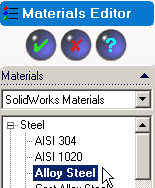 Materials Editor
?
Materials
SolidWorks Materials
Steel
AISI 304
AISI 1020
Alloy Steel